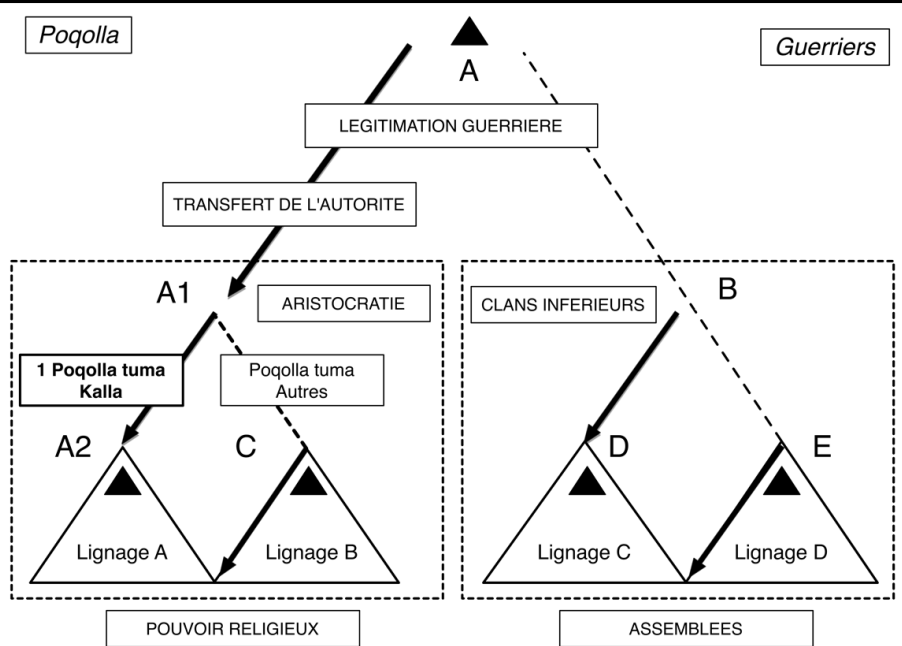 Poqolla
Guerriers
A
LEGITIMATION GUERRIERE
TRANSFERT DE L'AUTORITE
A1
ARISTOCRATIE
CLANS INFERIEURS
B
1 Poqolla tuma
Kalla
Poqolla tuma
Autres
A2
C
D
E
Lignage A
Lignage B
Lignage C
Lignage D
POUVOIR RELIGIEUX
ASSEMBLEES